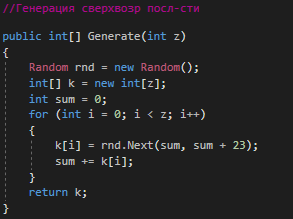 //Генерация сверхвозр посл-сти
public int[] Generate(int z)
{
Random rnd = new Random();
int[] k = new int[z];
int sum = 0;
for (int i = 0; i < z; i++)
{
k[i] = rnd.Next(sum, sum + 23);
sum += k[i];
}
return k;
}